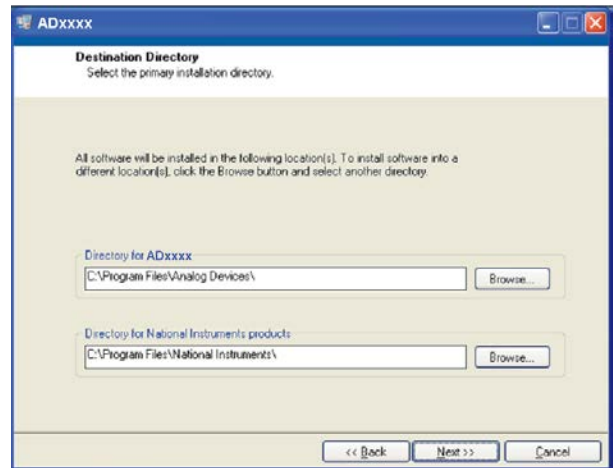 ADxxxx
Destination Directory
Select the primary installation directory.
All software will be installed in the following location(s). To install software into a
different location(s), click the Browse button and select another directory.
Directory for ADxxxx
C:\Program Files\Analog Devices\
Browse...
Directory for National Instruments products
C:\Program Files\National Instruments\
Browse...
<< Back
Next >>
Cancel